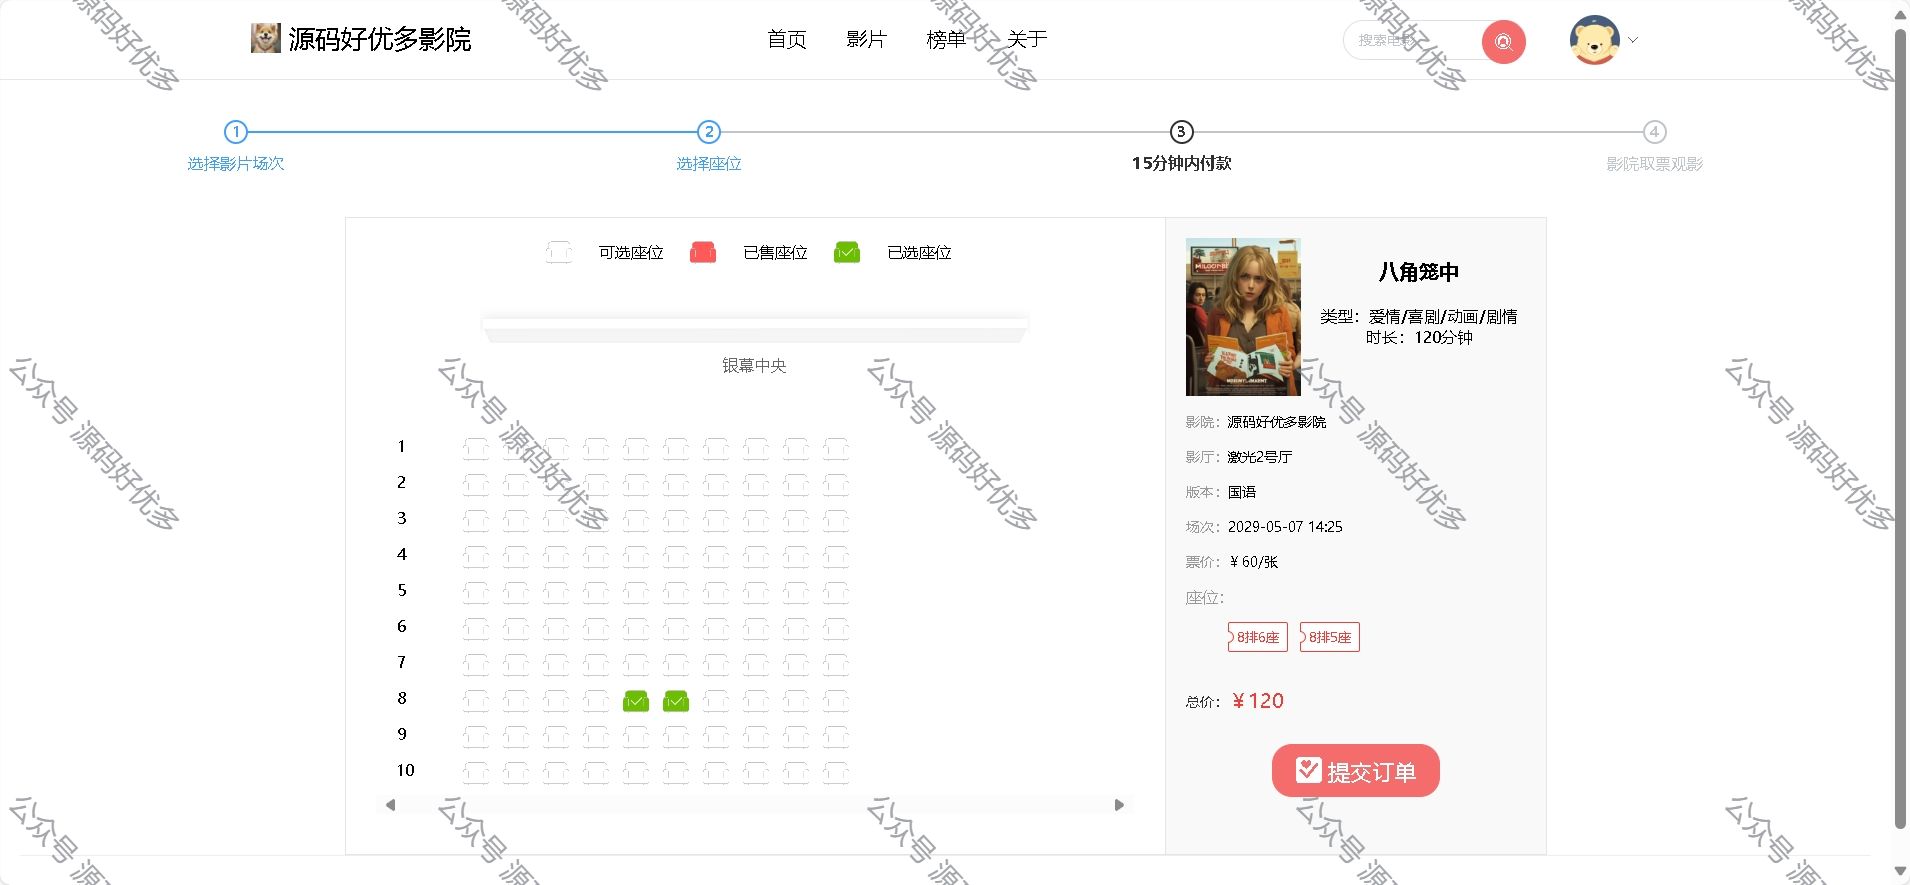 源码好优多影院
首页 影片 榜单 关于
搜索电影
1 2 3 4
选择影片场次 选择座位 15分钟内付款 影院取票观影
可选座位 已售座位 已选座位
银幕中央
1
2
3
4
5
6
7
8
9
10
八角笼中
类型：爱情/喜剧/动画/剧情
时长：120分钟
影院：源码好优多影院
影厅：激光2号厅
版本：国语
场次：2029-05-07 14:25
票价：￥60/张
座位：
8排6座 8排5座
总价：￥120
提交订单
公众号 源码好优多